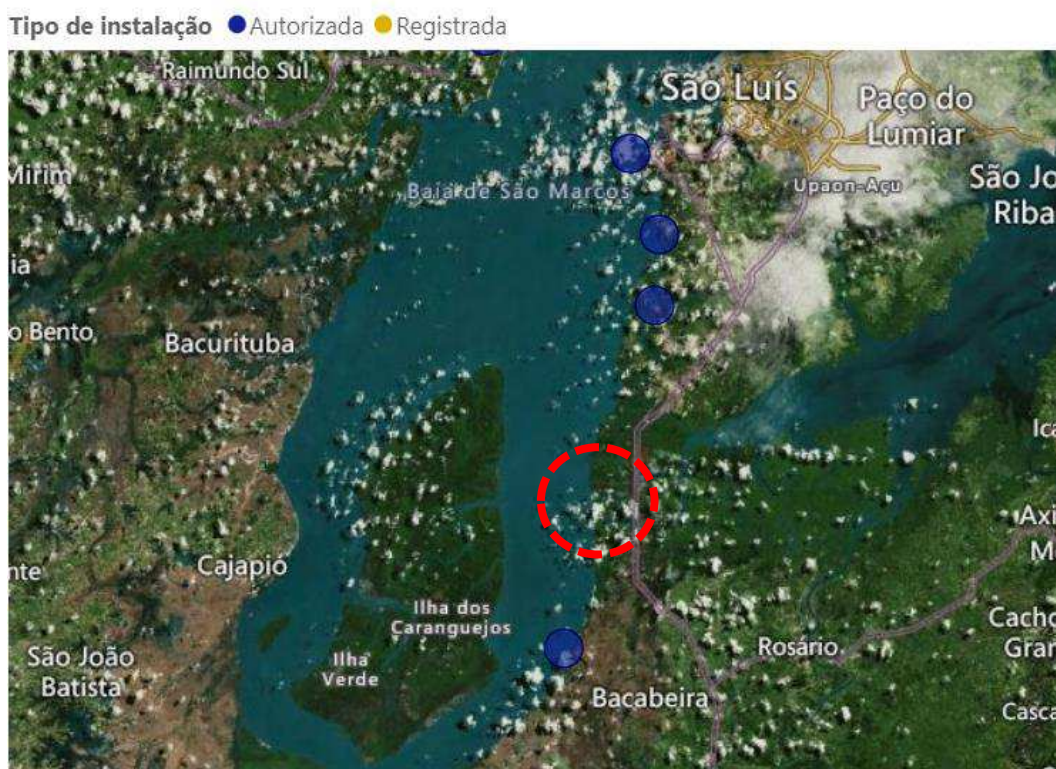 Tipo de instalação Autorizada Registrada
Raimundo Sul
São Luís
Paço do
Lumiar
Mirim
Baía de São Marcos
Upaon-Açu
São Jo
Riba
ia
o Bento
Bacurituba
Ica
Axi
M
nte
Cajapió
Ilha dos
Caranguejos
Cacho
Gran
Rosário
São João
Batista
Ilha
Verde
Bacabeira
Casca